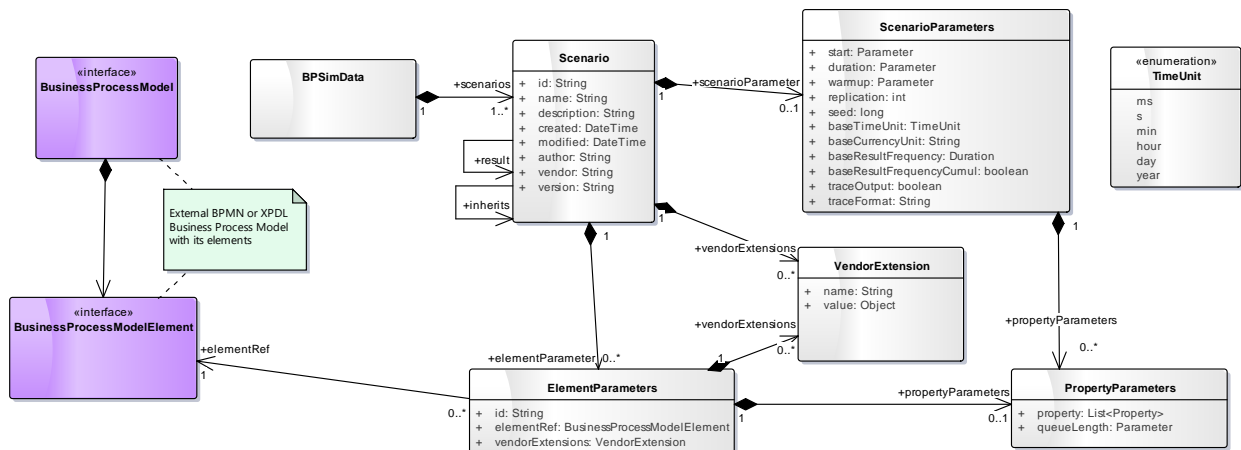 «interface»
BusinessProcessModel
External BPMN or XPDL
Business Process Model
with its elements
«interface»
BusinessProcessModelElement
BPSimData
+scenarios
1
1..*
Scenario
+ id: String
+ name: String
+ description: String
+ created: DateTime
+ modified: DateTime
+ author: String
+ vendor: String
+ version: String
+result
+inherits
1
+scenarioParameter
0..1
ScenarioParameters
+ start: Parameter
+ duration: Parameter
+ warmup: Parameter
+ replication: int
+ seed: long
+ baseTimeUnit: TimeUnit
+ baseCurrencyUnit: String
+ baseResultFrequency: Duration
+ baseResultFrequencyCumul: boolean
+ traceOutput: boolean
+ traceFormat: String
«enumeration»
TimeUnit
ms
s
min
hour
day
year
1
+vendorExtensions
0..*
VendorExtension
+ name: String
+ value: Object
+vendorExtensions
0..*
1
1
+propertyParameters
0..*
1
+elementParameter
0..*
+elementRef
1
0..*
ElementParameters
+ id: String
+ elementRef: BusinessProcessModelElement
+ vendorExtensions: VendorExtension
1
+propertyParameters
0..1
PropertyParameters
+ property: List<Property>
+ queueLength: Parameter